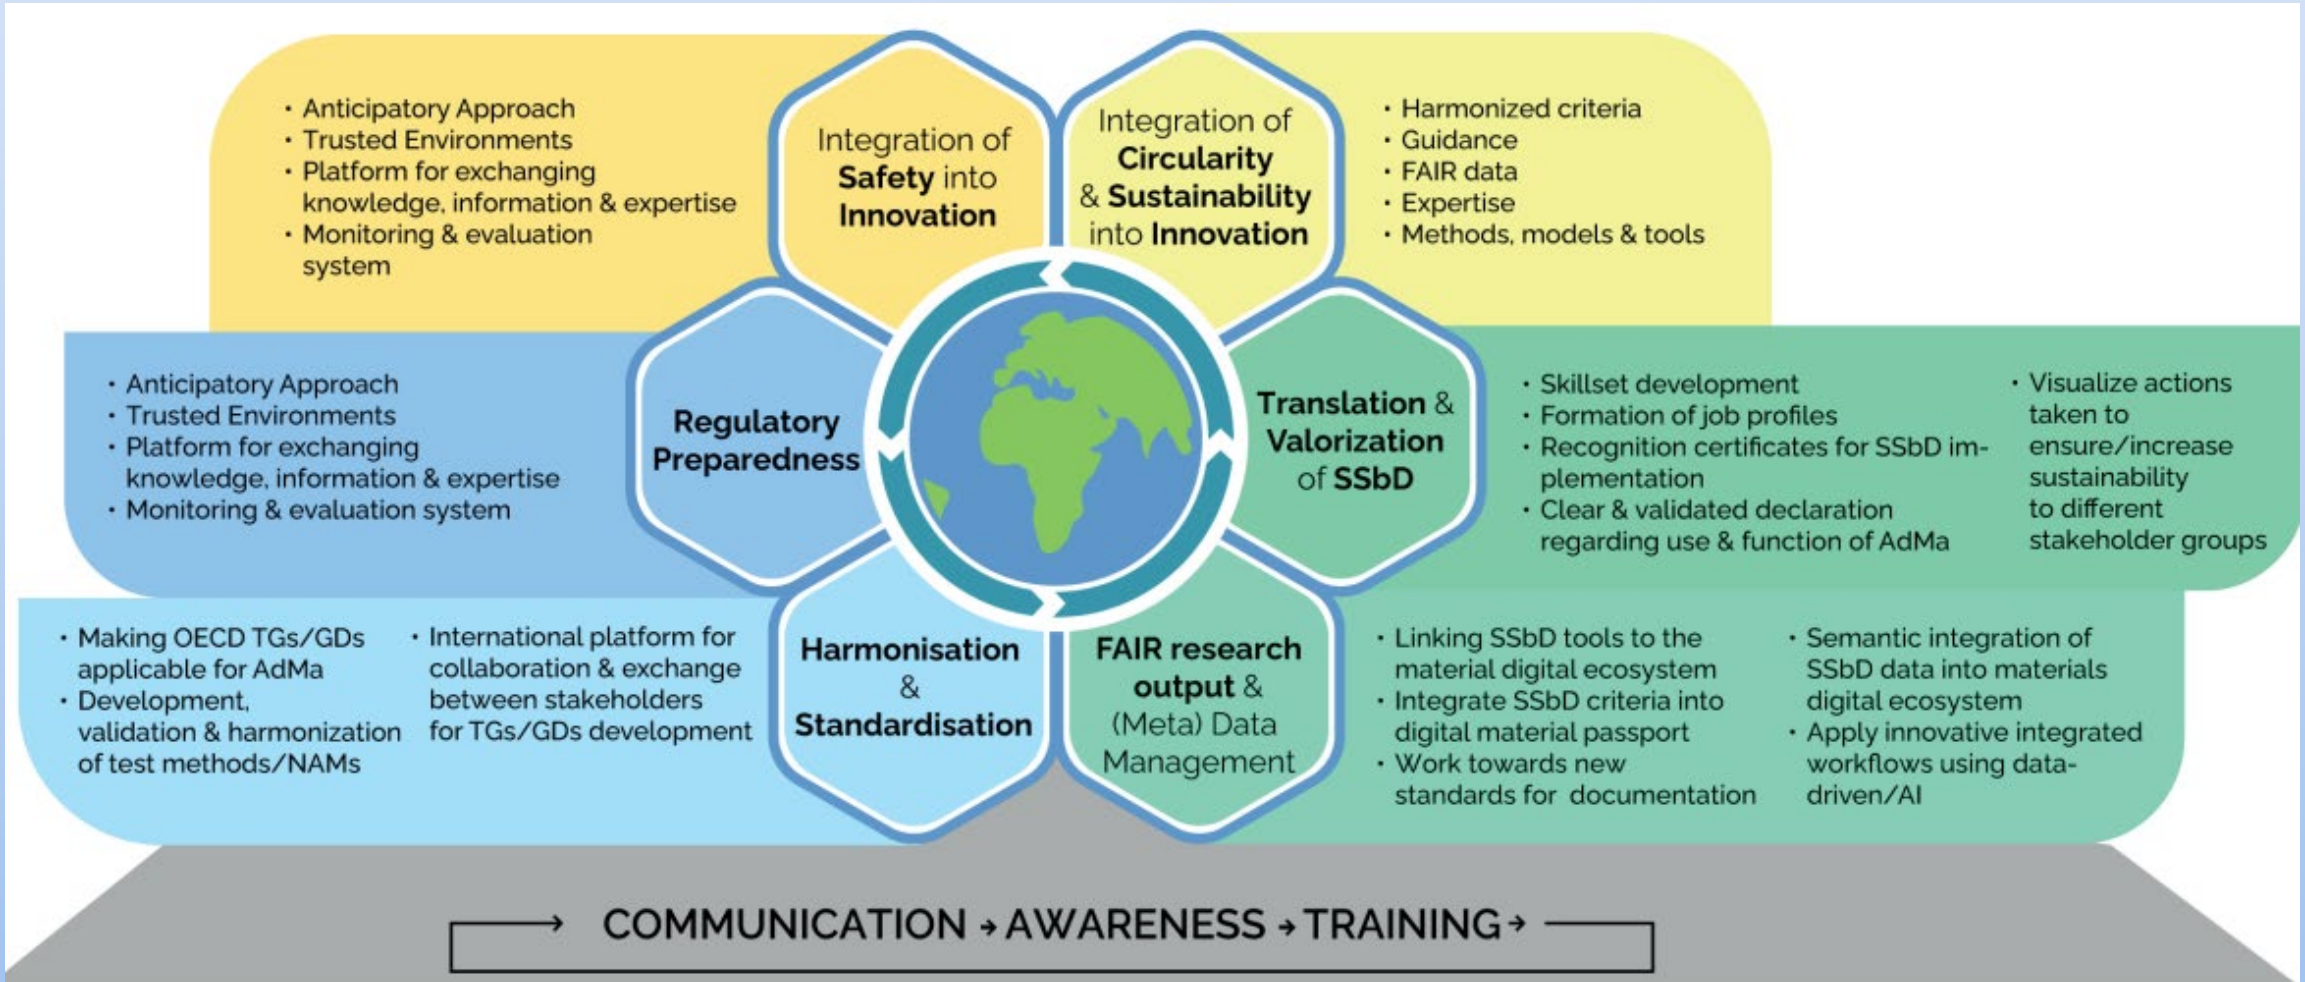 • Anticipatory Approach
• Trusted Environments
• Platform for exchanging
knowledge, information & expertise
• Monitoring & evaluation
system
Integration of
Safety into
Innovation
Integration of
Circularity
& Sustainability
into Innovation
• Harmonized criteria
• Guidance
• FAIR data
• Expertise
• Methods, models & tools
• Anticipatory Approach
• Trusted Environments
• Platform for exchanging
knowledge, information & expertise
• Monitoring & evaluation system
Regulatory
Preparedness
Translation &
Valorization
of SSbD
• Skillset development
• Formation of job profiles
• Recognition certificates for SSbD im-
plementation
• Clear & validated declaration
regarding use & function of AdMa
• Visualize actions
taken to
ensure/increase
sustainability
to different
stakeholder groups
• Making OECD TGs/GDs
applicable for AdMa
• Development,
validation & harmonization
of test methods/NAMs
• International platform for
collaboration & exchange
between stakeholders
for TGs/GDs development
Harmonisation
&
Standardisation
FAIR research
output &
(Meta) Data
Management
• Linking SSbD tools to the
material digital ecosystem
• Integrate SSbD criteria into
digital material passport
• Work towards new
standards for documentation
• Semantic integration of
SSbD data into materials
digital ecosystem
• Apply innovative integrated
workflows using data-
driven/AI
COMMUNICATION → AWARENESS → TRAINING →